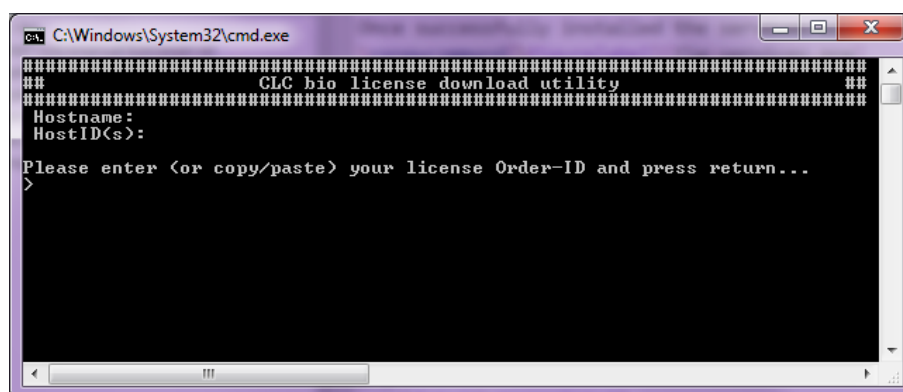 C:\Windows\System32\cmd.exe
##########################################################################
## CLC bio license download utility ##
##########################################################################
Hostname:
HostID(s):
Please enter (or copy/paste) your license Order-ID and press return...
>